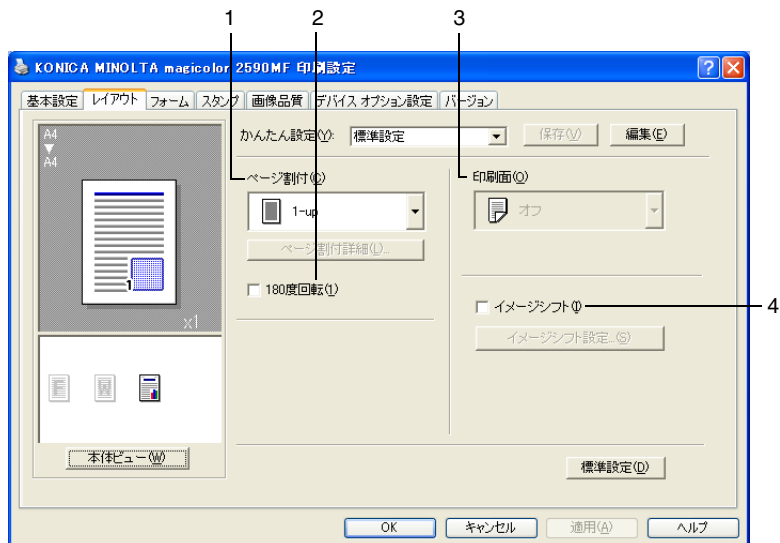 1 2 3
KONICA MINOLTA magicolor 2590MF 印刷設定
基本設定 レイアウト フォーム スタンプ 画像品質 デバイス オプション設定 バージョン
A4
A4
1
x1
本体ビュー(W)
かんたん設定(Y): 標準設定 保存(V) 編集(E)
ページ割付(C)
1-up
ページ割付詳細(L)...
180度回転(1)
印刷面(O)
オフ
イメージシフト(I) 4
イメージシフト設定...(S)
標準設定(D)
OK キャンセル 適用(A) ヘルプ